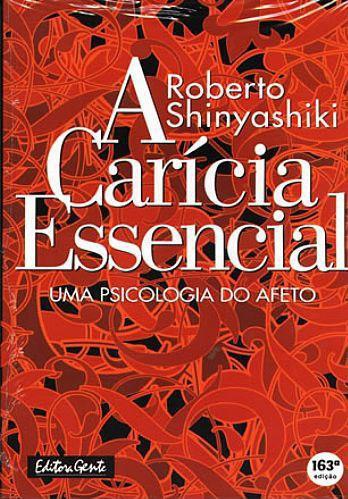 A
Roberto
Shinyashiki
Carícia
Essencial
UMA PSICOLOGIA DO AFETO
Editora Gente
163ª
edição